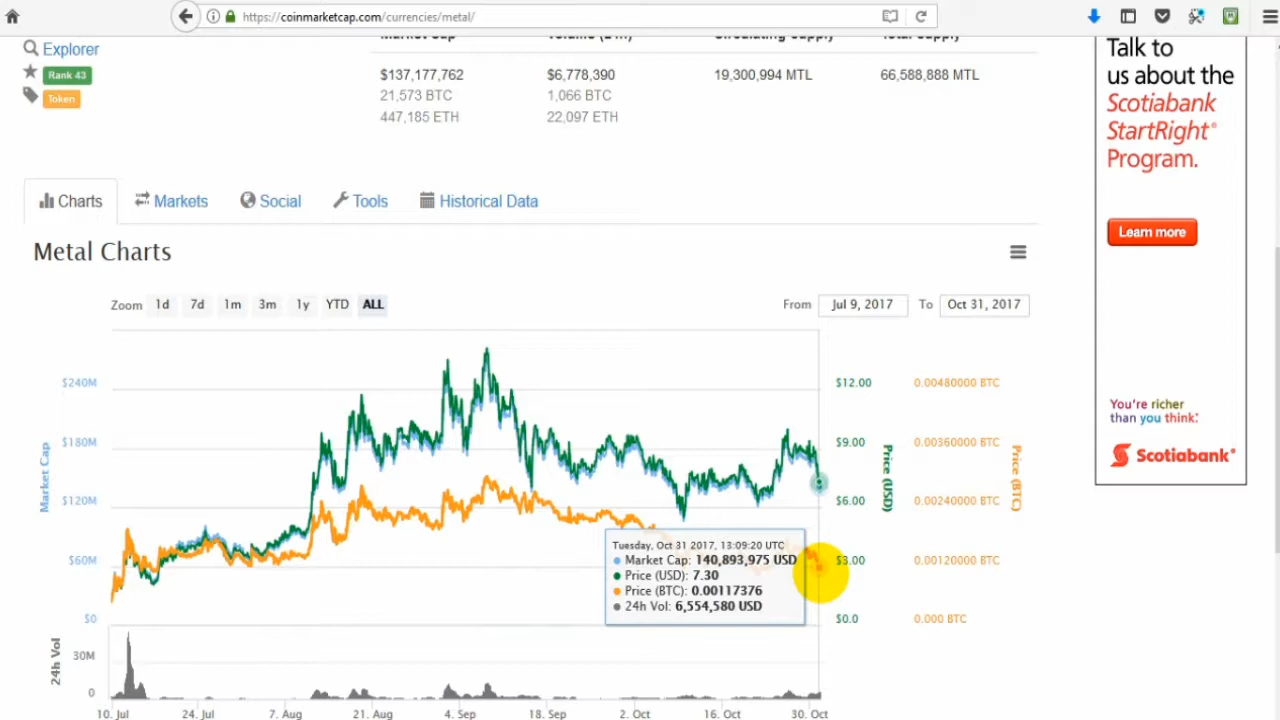 https://coinmarketcap.com/currencies/metal/
Explorer
Rank 43
Token
Market Cap Volume (24h) Circulating Supply Total Supply
$137,177,762 $6,778,390 19,300,994 MTL 66,588,888 MTL
21,573 BTC 1,066 BTC
447,185 ETH 22,097 ETH
Charts Markets Social Tools Historical Data
Metal Charts
Zoom 1d 7d 1m 3m 1y YTD ALL From Jul 9, 2017 To Oct 31, 2017
$240M $12.00 0.00480000 BTC
$180M $9.00 0.00360000 BTC
$120M $6.00 0.00240000 BTC
$60M $3.00 0.00120000 BTC
$0 $0.0 0.000 BTC
Market Cap
Price (USD)
Price (BTC)
Tuesday, Oct 31 2017, 13:09:20 UTC
Market Cap: 140,893,975 USD
Price (USD): 7.30
Price (BTC): 0.00117376
24h Vol: 6,554,580 USD
24h Vol
30M
0
10. Jul 24. Jul 7. Aug 21. Aug 4. Sep 18. Sep 2. Oct 16. Oct 30. Oct
Talk to
us about the
Scotiabank
StartRight*
Program.
Learn more
You're richer
than you think.*
Scotiabank*